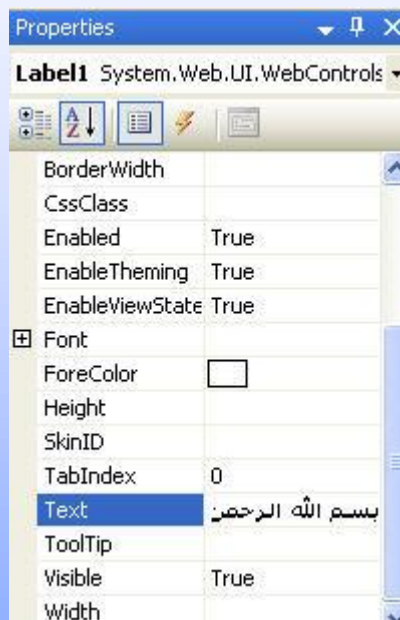 Properties
Label1 System.Web.UI.WebControls
BorderWidth
CssClass
Enabled True
EnableTheming True
EnableViewState True
Font
ForeColor
Height
SkinID
TabIndex 0
Text بسم الله الرحمن
ToolTip
Visible True
Width